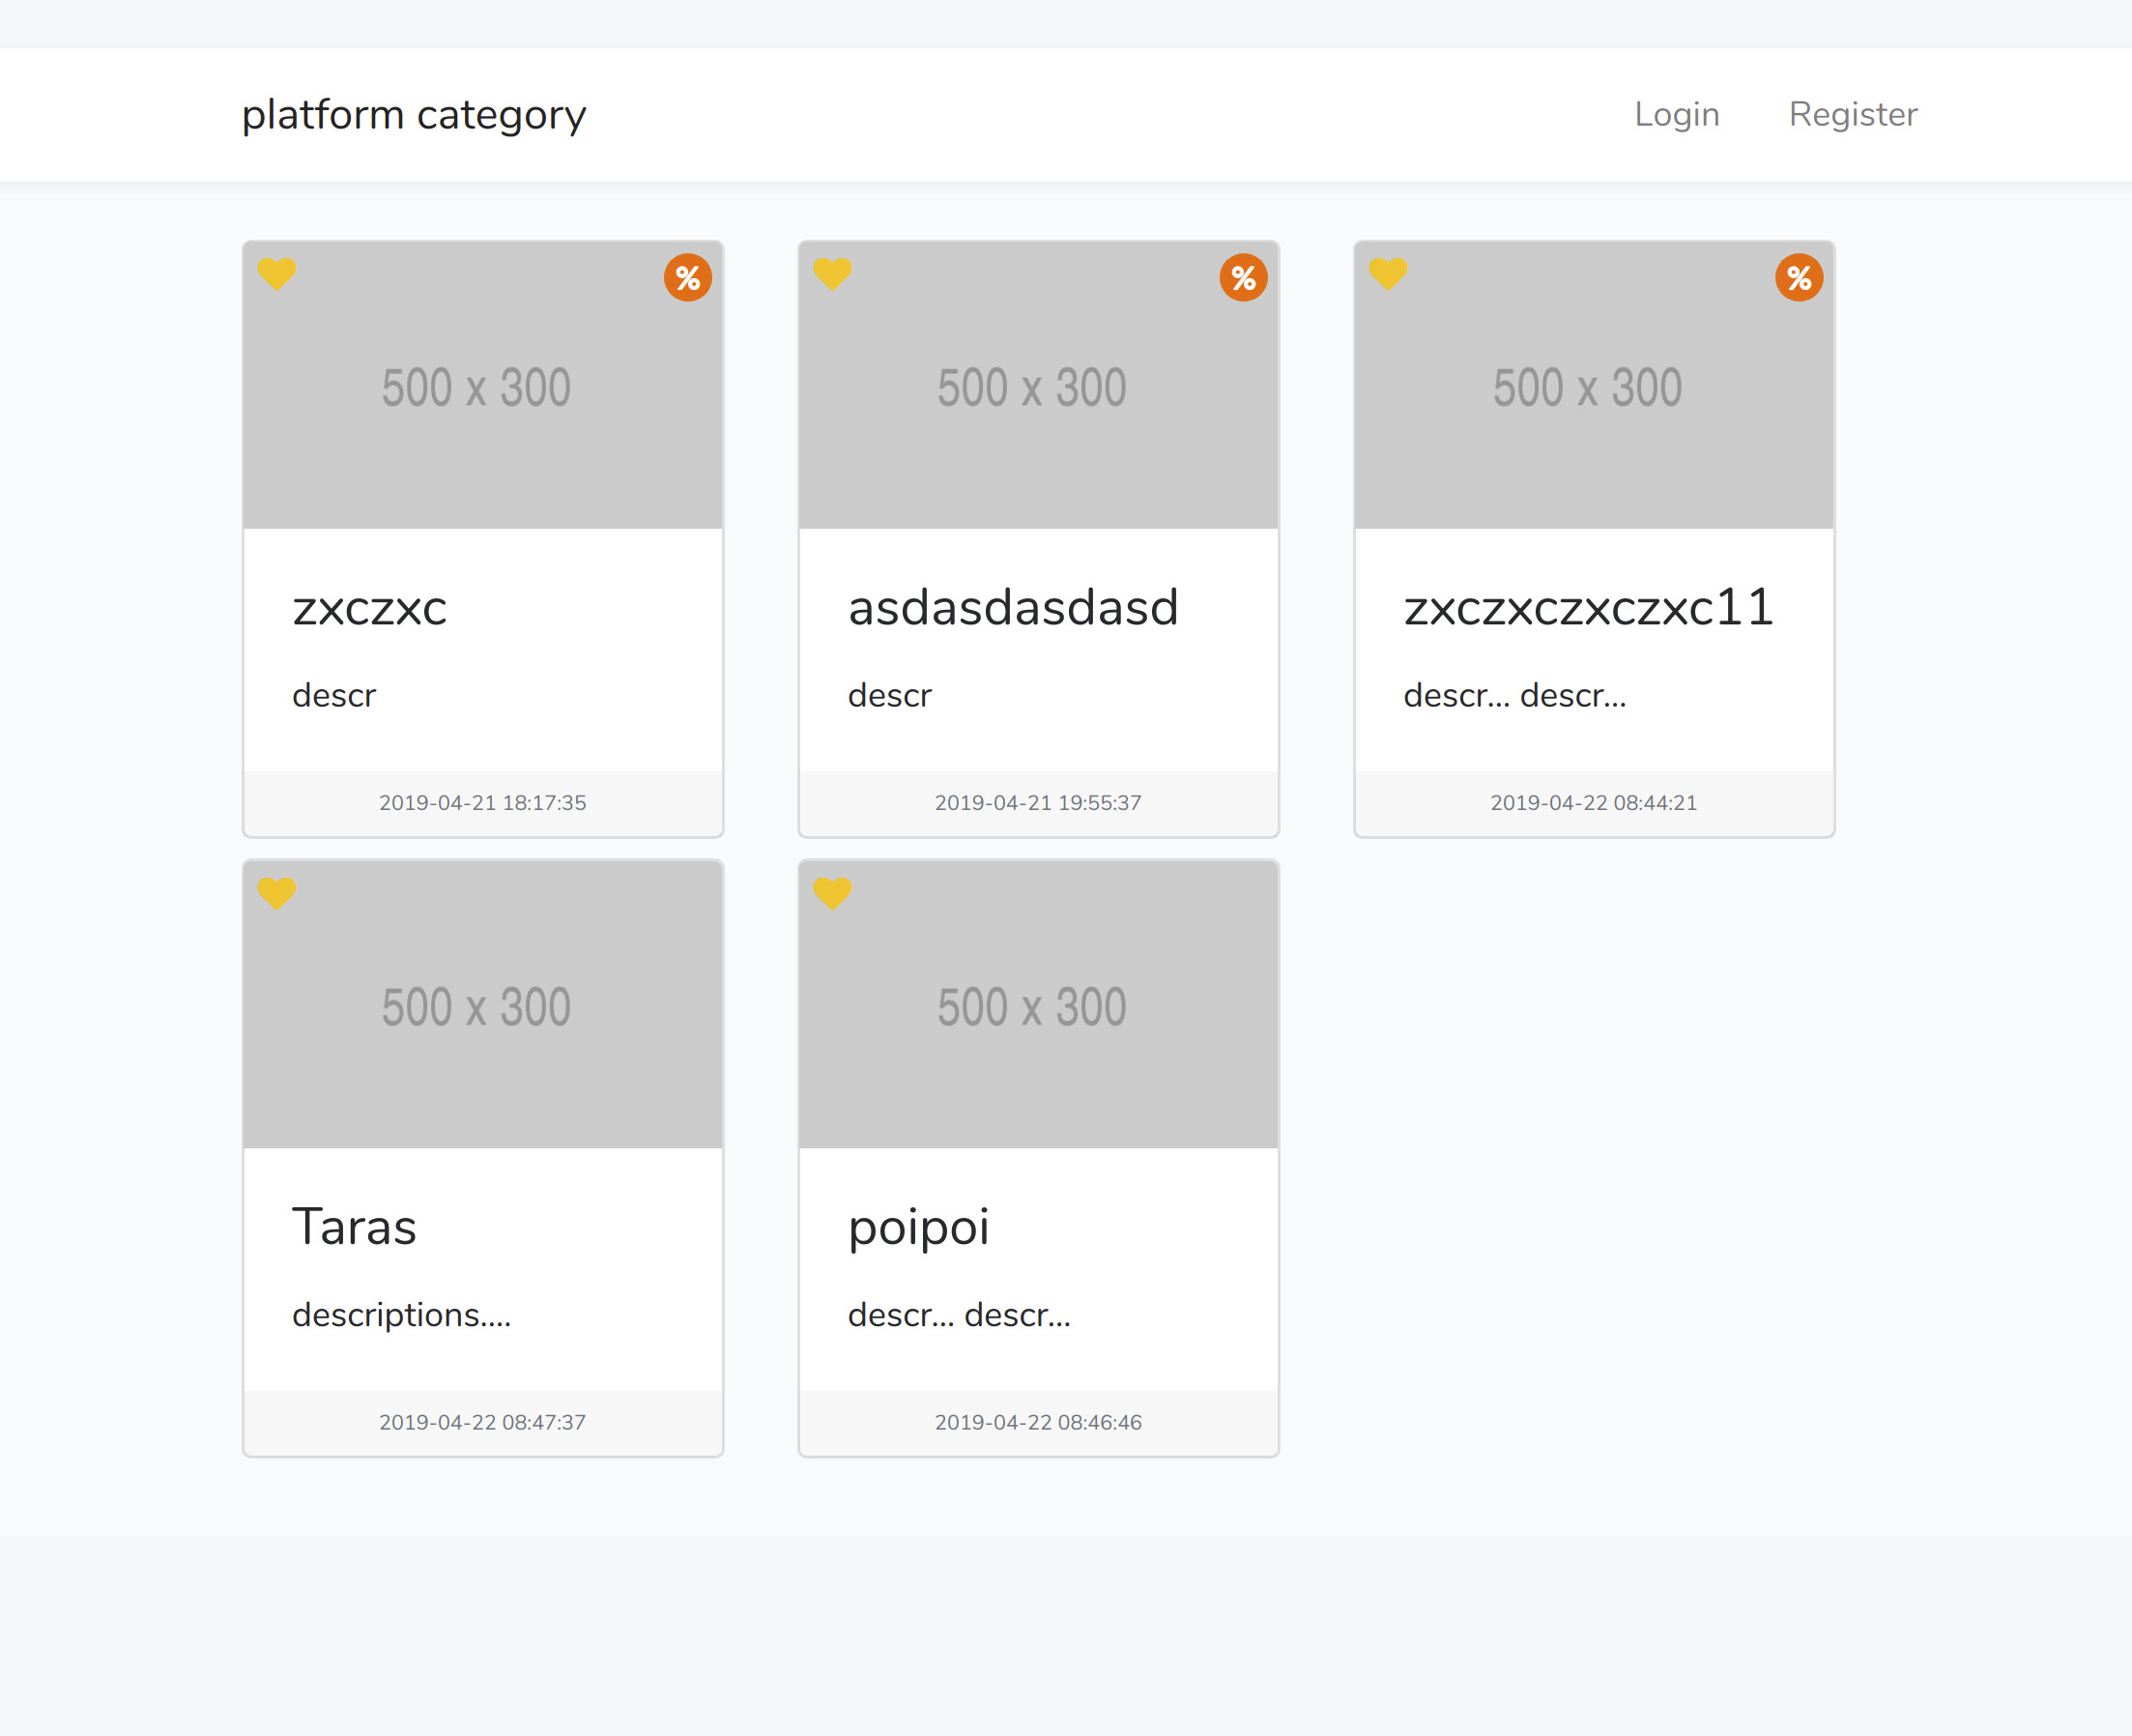 platform category
Login Register
%
%
%
500 x 300
500 x 300
500 x 300
zxczxc
asdasdasdasd
zxczxczxczxc11
descr
descr
descr... descr...
2019-04-21 18:17:35
2019-04-21 19:55:37
2019-04-22 08:44:21
500 x 300
500 x 300
Taras
poipoi
descriptions....
descr... descr...
2019-04-22 08:47:37
2019-04-22 08:46:46